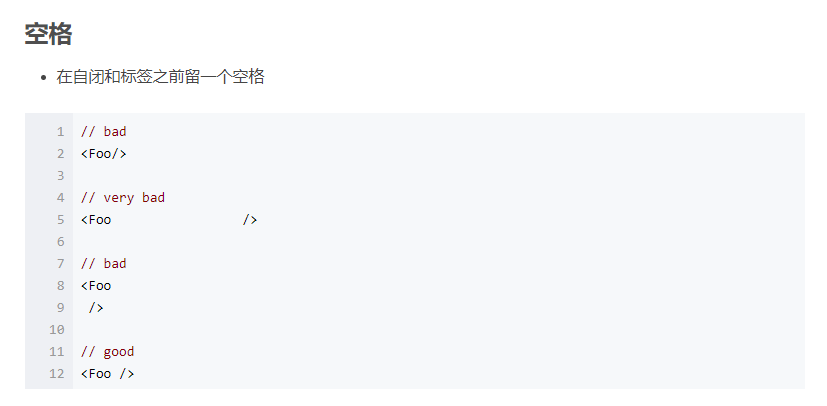 空格
在自闭和标签之前留一个空格
1 // bad
2 <Foo/>
3
4 // very bad
5 <Foo                 />
6
7 // bad
8 <Foo
9  />
10
11 // good
12 <Foo />